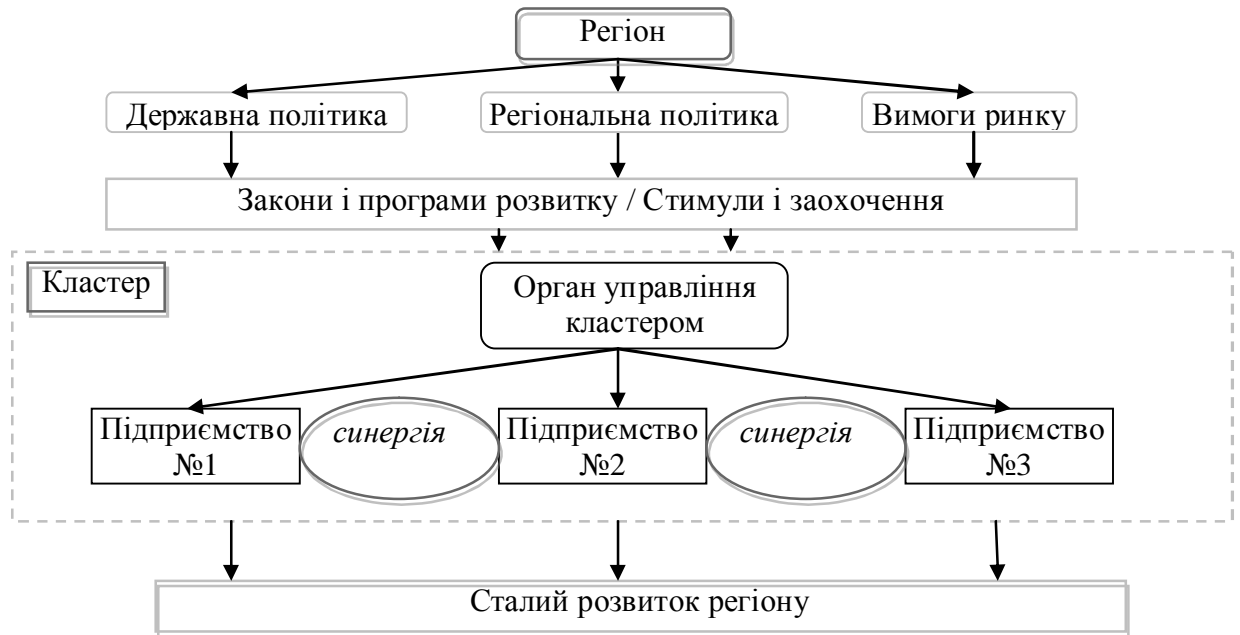 Регіон
Державна політика
Регіональна політика
Вимоги ринку
Закони і програми розвитку / Стимули і заохочення
Кластер
Орган управління
кластером
Підприємство
№1
синергія
Підприємство
№2
синергія
Підприємство
№3
Сталий розвиток регіону